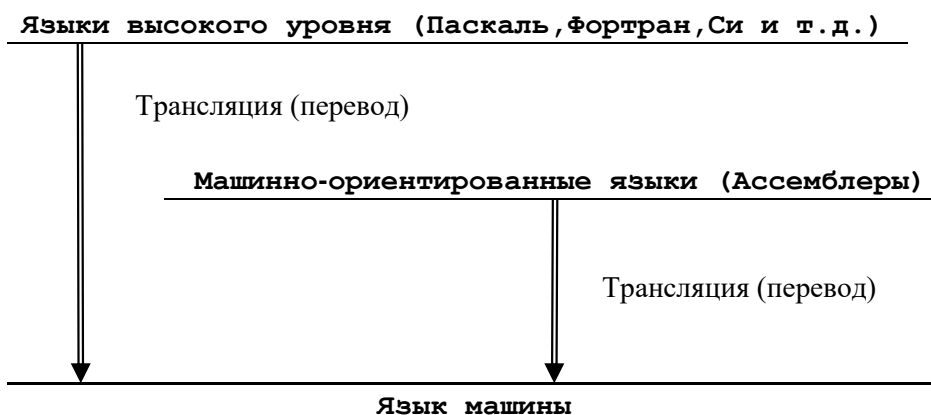 Языки высокого уровня (Паскаль,Фортран,Си и т.д.)
Трансляция (перевод)
Машинно-ориентированные языки (Ассемблеры)
Трансляция (перевод)
Язык машины